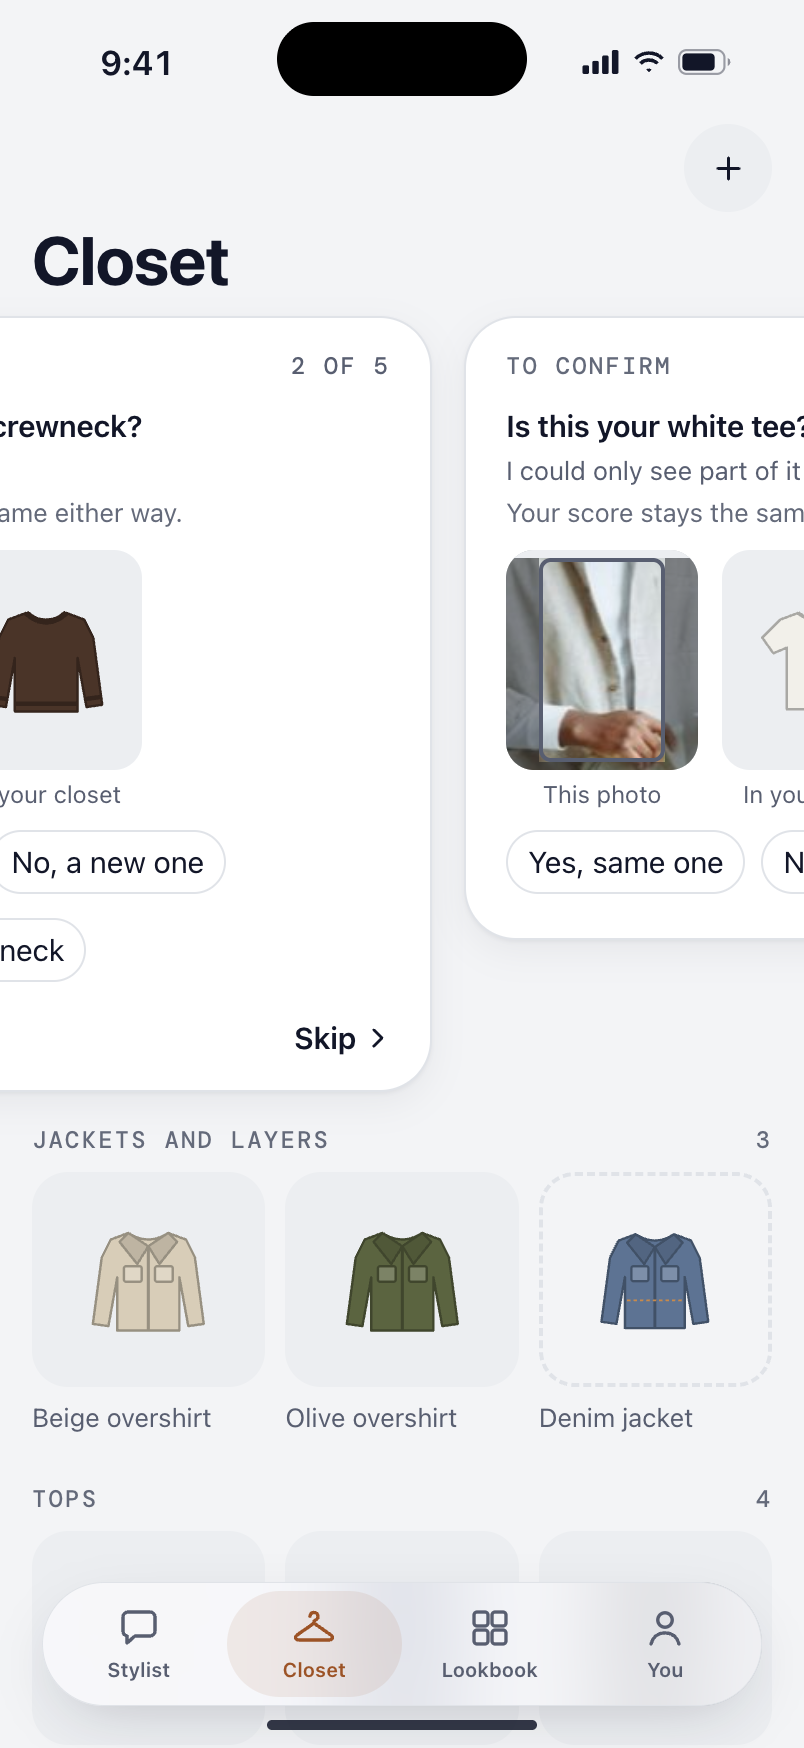 9:41
Closet
2 OF 5
crewneck?
ame either way.
your closet
No, a new one
neck
Skip
TO CONFIRM
Is this your white tee?
I could only see part of it
Your score stays the sam
This photo
In you
Yes, same one
N
JACKETS AND LAYERS
3
Beige overshirt
Olive overshirt
Denim jacket
TOPS
4
Stylist
Closet
Lookbook
You